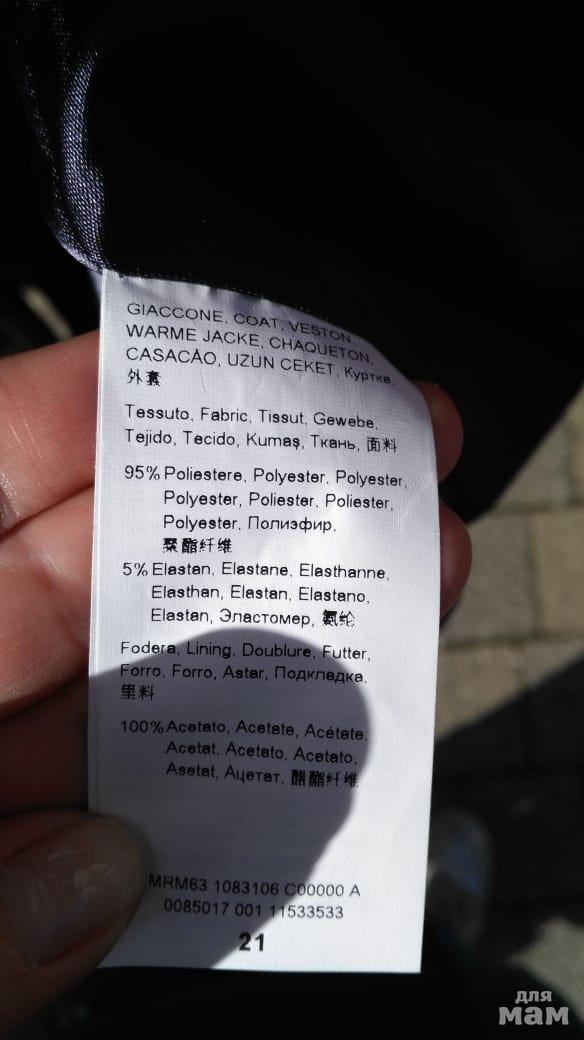 GIACCONE, COAT, VESTON,
WARME JACKE, CHAQUETON,
CASACÃO, UZUN CEKET, Куртка
外套
Tessuto, Fabric, Tissut, Gewebe,
Tejido, Tecido, Kumaş, Ткань, 面料
95% Poliestere, Polyester, Polyester,
Polyester, Poliester, Poliester,
Polyester, Полиэфир,
聚酯纤维
5% Elastan, Elastane, Elasthanne,
Elasthan, Elastan, Elastano,
Elastan, Эластомер, 氨纶
Fodera, Lining, Doublure, Futter,
Forro, Forro, Astar, Подкладка,
里料
100% Acetato, Acetate, Acétate,
Acetat, Acetato, Acetato,
Asetat, Ацетат, 醋酯纤维
MRM63 1083106 C00000 A
0085017 001 11533533
21
для
мам